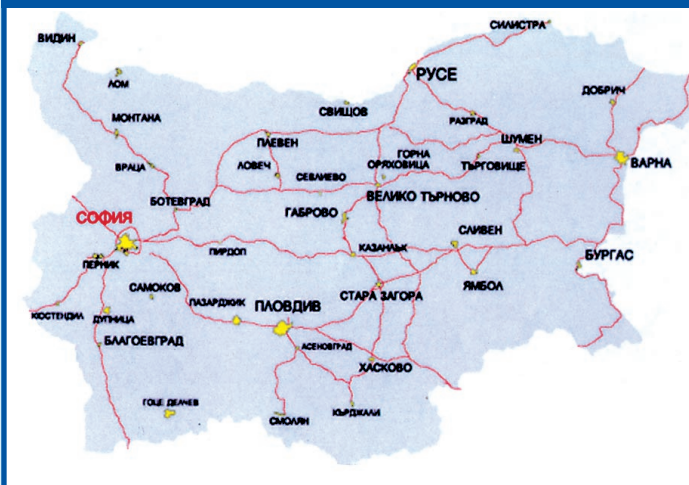 СИЛИСТРА
ВИДИН
РУСЕ
ЛОМ
ДОБРИЧ
СВИЩОВ
МОНТАНА
РАЗГРАД
ПЛЕВЕН
ШУМЕН
ГОРНА
ОРЯХОВИЦА
ВАРНА
ВРАЦА
ЛОВЕЧ
ТЪРГОВИЩЕ
СЕВЛИЕВО
ВЕЛИКО ТЪРНОВО
БОТЕВГРАД
ГАБРОВО
СОФИЯ
СЛИВЕН
КАЗАНЛЪК
ПИРДОП
БУРГАС
ПЕРНИК
САМОКОВ
ЯМБОЛ
СТАРА ЗАГОРА
ПАЗАРДЖИК
ПЛОВДИВ
КЮСТЕНДИЛ
ДУПНИЦА
БЛАГОЕВГРАД
АСЕНОВГРАД
ХАСКОВО
ГОЦЕ ДЕЛЧЕВ
СМОЛЯН
КЪРДЖАЛИ